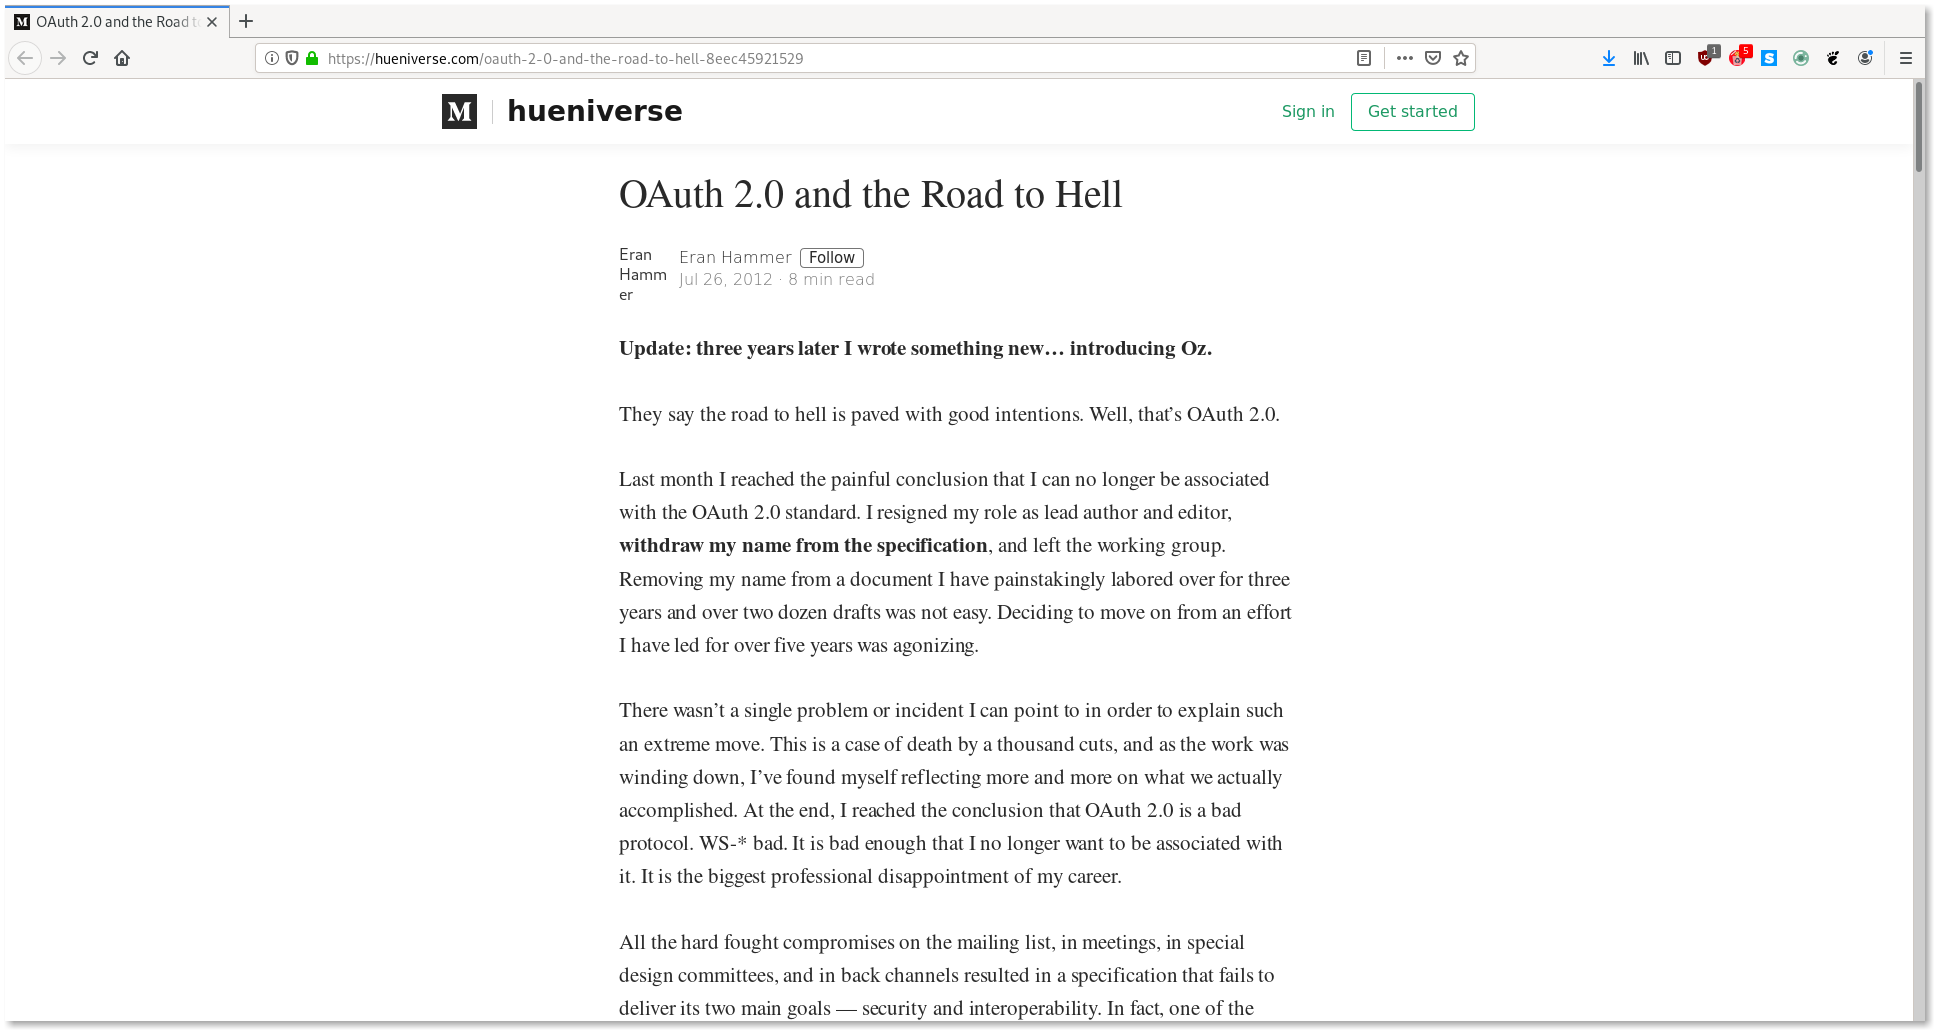 OAuth 2.0 and the Road t
https://hueniverse.com/oauth-2-0-and-the-road-to-hell-8eec45921529
1
5
S
M
hueniverse
Sign in
Get started
OAuth 2.0 and the Road to Hell
Eran
Hamm
er
Eran Hammer
Follow
Jul 26, 2012 · 8 min read
Update: three years later I wrote something new… introducing Oz.
They say the road to hell is paved with good intentions. Well, that’s OAuth 2.0.
Last month I reached the painful conclusion that I can no longer be associated
with the OAuth 2.0 standard. I resigned my role as lead author and editor,
withdraw my name from the specification, and left the working group.
Removing my name from a document I have painstakingly labored over for three
years and over two dozen drafts was not easy. Deciding to move on from an effort
I have led for over five years was agonizing.
There wasn’t a single problem or incident I can point to in order to explain such
an extreme move. This is a case of death by a thousand cuts, and as the work was
winding down, I’ve found myself reflecting more and more on what we actually
accomplished. At the end, I reached the conclusion that OAuth 2.0 is a bad
protocol. WS-* bad. It is bad enough that I no longer want to be associated with
it. It is the biggest professional disappointment of my career.
All the hard fought compromises on the mailing list, in meetings, in special
design committees, and in back channels resulted in a specification that fails to
deliver its two main goals — security and interoperability. In fact, one of the